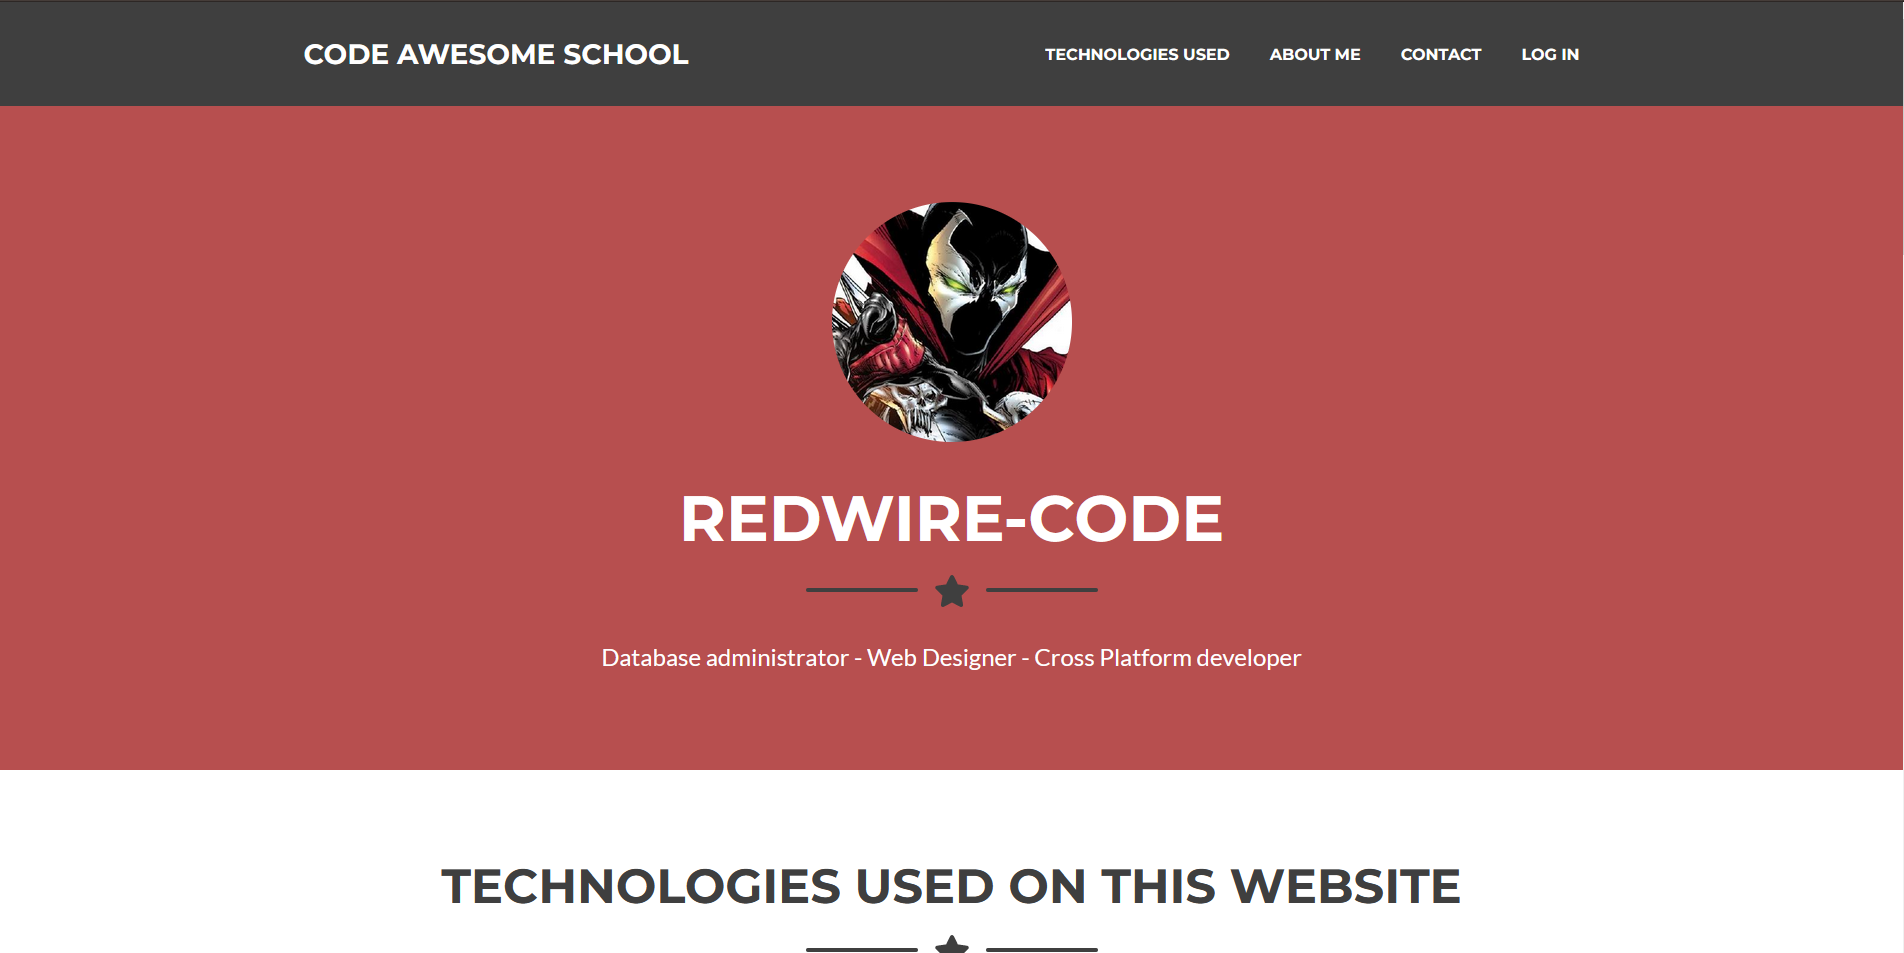 CODE AWESOME SCHOOL
TECHNOLOGIES USED
ABOUT ME
CONTACT
LOG IN
REDWIRE-CODE
Database administrator - Web Designer - Cross Platform developer
TECHNOLOGIES USED ON THIS WEBSITE